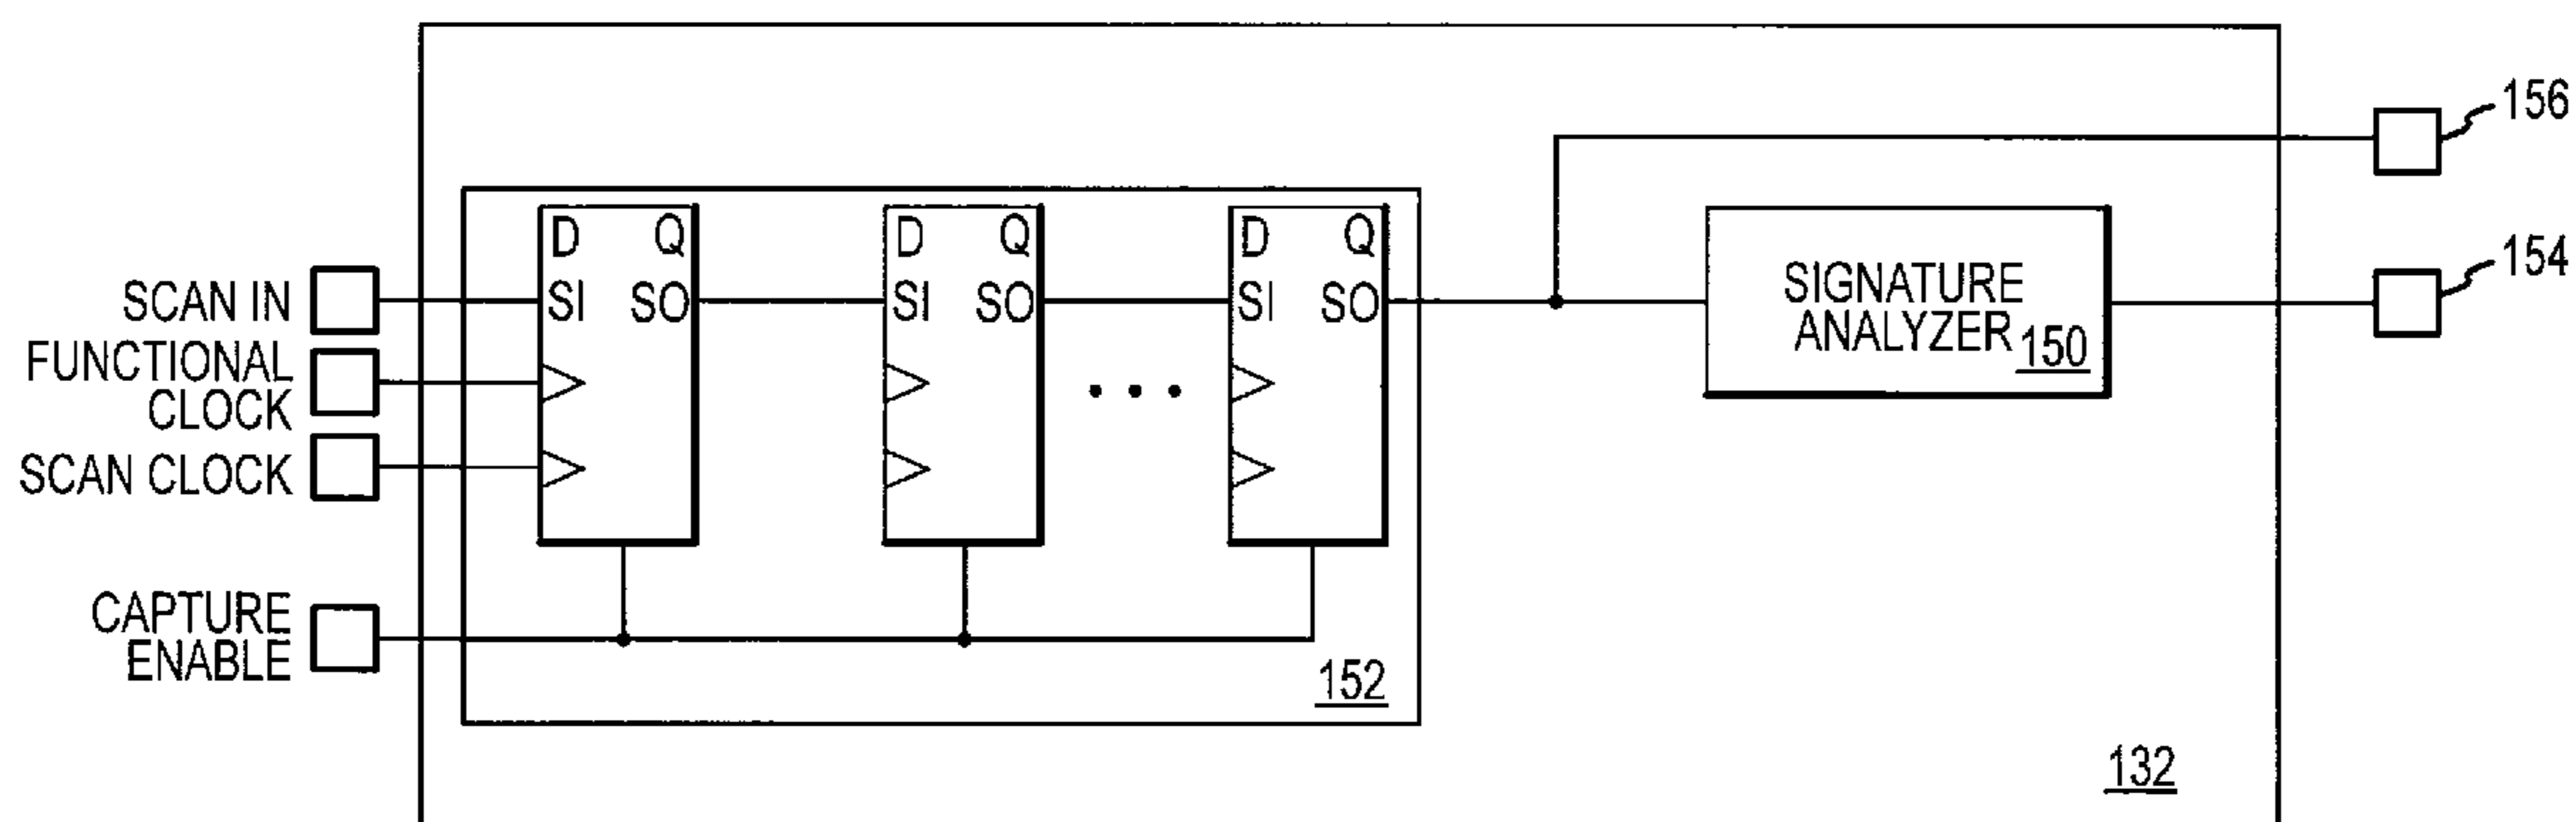 156
D Q
D Q
D Q
SCAN IN
SI SO
SI SO
SI SO
SIGNATURE
ANALYZER 150
154
FUNCTIONAL
CLOCK
SCAN CLOCK
CAPTURE
ENABLE
152
132